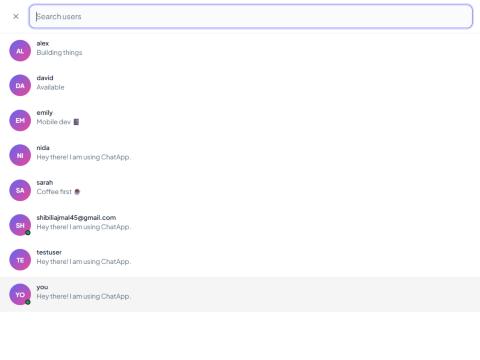 Search users
AL
alex
Building things
DA
david
Available
EM
emily
Mobile dev 📱
NI
nida
Hey there! I am using ChatApp.
SA
sarah
Coffee first ☕
SH
shibiliajmal45@gmail.com
Hey there! I am using ChatApp.
TE
testuser
Hey there! I am using ChatApp.
YO
you
Hey there! I am using ChatApp.